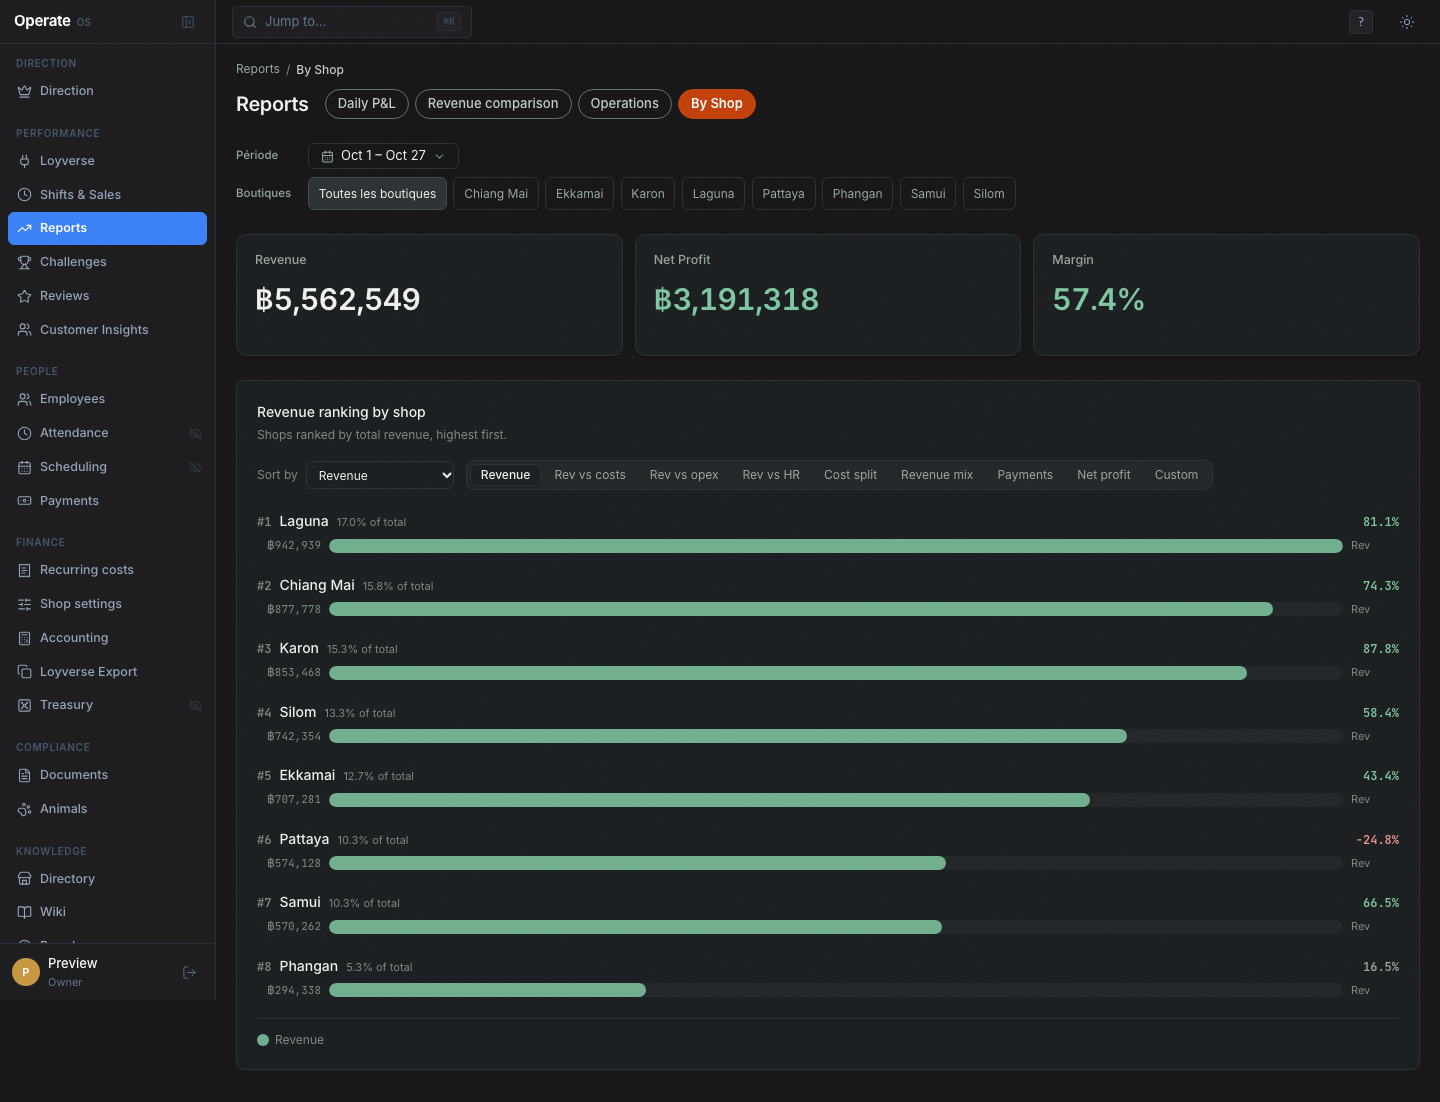 Operate OS
Jump to...
⌘K
?
DIRECTION
Direction
PERFORMANCE
Loyverse
Shifts & Sales
Reports
Challenges
Reviews
Customer Insights
PEOPLE
Employees
Attendance
Scheduling
Payments
FINANCE
Recurring costs
Shop settings
Accounting
Loyverse Export
Treasury
COMPLIANCE
Documents
Animals
KNOWLEDGE
Directory
Wiki
P
Preview
Owner
Reports / By Shop
Reports
Daily P&L
Revenue comparison
Operations
By Shop
Période
Oct 1 – Oct 27
Boutiques
Toutes les boutiques
Chiang Mai
Ekkamai
Karon
Laguna
Pattaya
Phangan
Samui
Silom
Revenue
฿5,562,549
Net Profit
฿3,191,318
Margin
57.4%
Revenue ranking by shop
Shops ranked by total revenue, highest first.
Sort by
Revenue
Revenue
Rev vs costs
Rev vs opex
Rev vs HR
Cost split
Revenue mix
Payments
Net profit
Custom
#1 Laguna 17.0% of total 81.1%
฿942,939 Rev
#2 Chiang Mai 15.8% of total 74.3%
฿877,778 Rev
#3 Karon 15.3% of total 87.8%
฿853,468 Rev
#4 Silom 13.3% of total 58.4%
฿742,354 Rev
#5 Ekkamai 12.7% of total 43.4%
฿707,281 Rev
#6 Pattaya 10.3% of total -24.8%
฿574,128 Rev
#7 Samui 10.3% of total 66.5%
฿570,262 Rev
#8 Phangan 5.3% of total 16.5%
฿294,338 Rev
Revenue